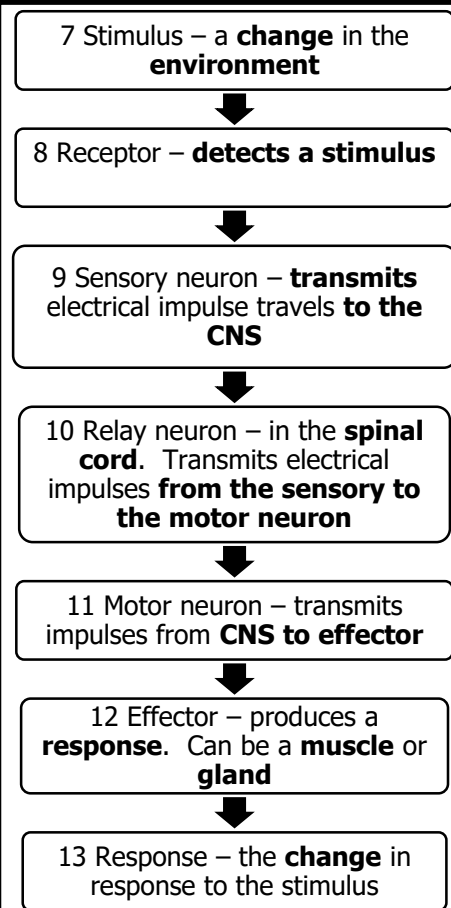 7 Stimulus – a change in the
environment
8 Receptor – detects a stimulus
9 Sensory neuron – transmits
electrical impulse travels to the
CNS
10 Relay neuron – in the spinal
cord.  Transmits electrical
impulses from the sensory to
the motor neuron
11 Motor neuron – transmits
impulses from CNS to effector
12 Effector – produces a
response.  Can be a muscle or
gland
13 Response – the change in
response to the stimulus